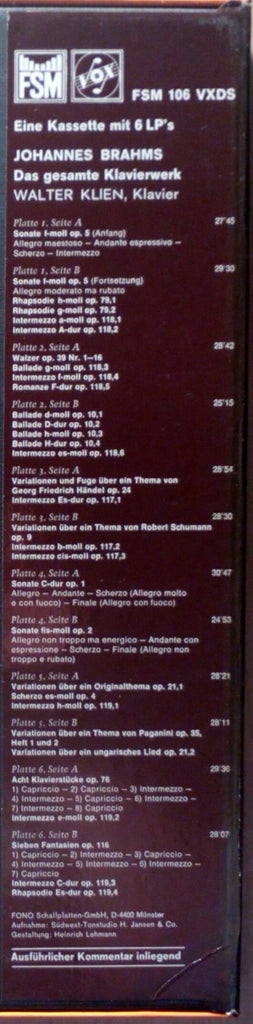 FSM
VOX
FSM 106 VXDS
Eine Kassette mit 6 LP's
JOHANNES BRAHMS
Das gesamte Klavierwerk
WALTER KLIEN, Klavier
Platte 1, Seite A 27'45
Sonate f-moll op. 5 (Anfang)
Allegro maestoso – Andante espressivo –
Scherzo – Intermezzo
Platte 1, Seite B 29'30
Sonate f-moll op. 5 (Fortsetzung)
Allegro moderato ma rubato
Rhapsodie h-moll op. 79,1
Rhapsodie g-moll op. 79,2
Intermezzo a-moll op. 118,1
Intermezzo A-dur op. 118,2
Platte 2, Seite A 28'42
Walzer op. 39 Nr. 1–16
Ballade g-moll op. 118,3
Intermezzo f-moll op. 118,4
Romanze F-dur op. 118,5
Platte 2, Seite B 25'15
Ballade d-moll op. 10,1
Ballade D-dur op. 10,2
Ballade h-moll op. 10,3
Ballade H-dur op. 10,4
Intermezzo es-moll op. 118,6
Platte 3, Seite A 28'54
Variationen und Fuge über ein Thema von
Georg Friedrich Händel op. 24
Intermezzo Es-dur op. 117,1
Platte 3, Seite B 28'30
Variationen über ein Thema von Robert Schumann
op. 9
Intermezzo b-moll op. 117,2
Intermezzo cis-moll op. 117,3
Platte 4, Seite A 30'47
Sonate C-dur op. 1
Allegro – Andante – Scherzo (Allegro molto
e con fuoco) – Finale (Allegro con fuoco)
Platte 4, Seite B 24'53
Sonate fis-moll op. 2
Allegro non troppo ma energico – Andante con
espressione – Scherzo – Finale (Allegro non
troppo e rubato)
Platte 5, Seite A 28'21
Variationen über ein Originalthema op. 21,1
Scherzo es-moll op. 4
Intermezzo h-moll op. 119,1
Platte 5, Seite B 28'11
Variationen über ein Thema von Paganini op. 35,
Heft 1 und 2
Variationen über ein ungarisches Lied op. 21,2
Platte 6, Seite A 29'36
Acht Klavierstücke op. 76
1) Capriccio – 2) Capriccio – 3) Intermezzo –
4) Intermezzo – 5) Capriccio – 6) Intermezzo –
7) Intermezzo – 8) Capriccio
Intermezzo e-moll op. 119,2
Platte 6, Seite B 28'07
Sieben Fantasien op. 116
1) Capriccio – 2) Intermezzo – 3) Capriccio –
4) Intermezzo – 5) Intermezzo – 6) Intermezzo –
7) Capriccio
Intermezzo C-dur op. 119,3
Rhapsodie Es-dur op. 119,4
FONO Schallplatten-GmbH, D-4400 Münster
Aufnahme: Südwest-Tonstudio H. Jansen & Co.
Gestaltung: Heinrich Lehmann
Ausführlicher Kommentar inliegend